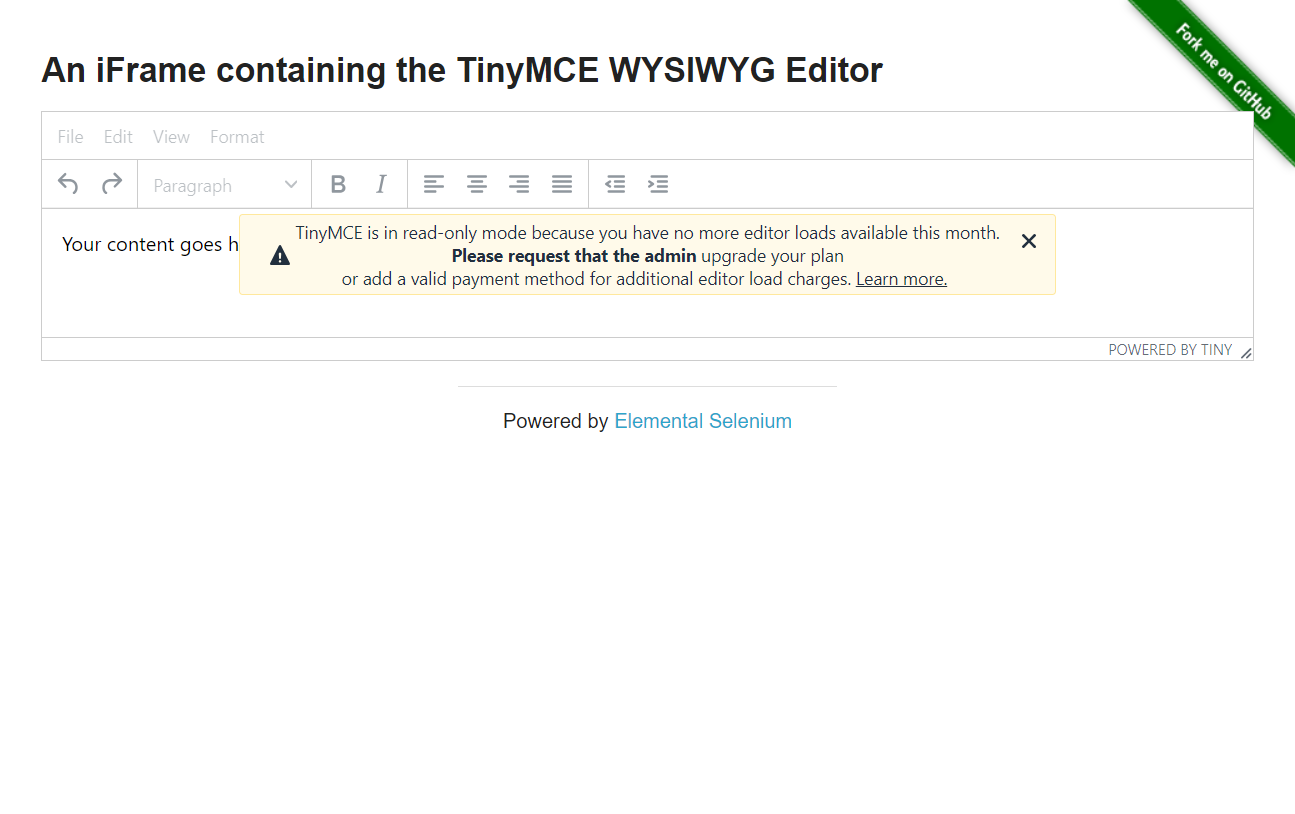 Fork me on GitHub
An iFrame containing the TinyMCE WYSIWYG Editor
File Edit View Format
Paragraph B I
Your content goes h
TinyMCE is in read-only mode because you have no more editor loads available this month.
Please request that the admin upgrade your plan
or add a valid payment method for additional editor load charges. Learn more.
POWERED BY TINY
Powered by Elemental Selenium